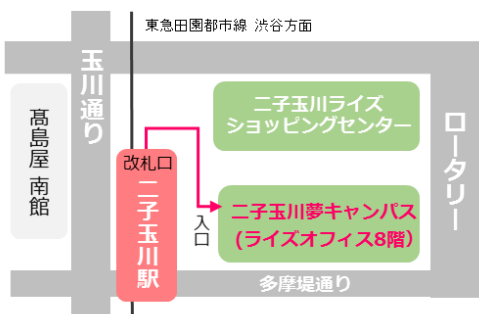 東急田園都市線 渋谷方面
玉川通り
髙島屋 南館
二子玉川ライズ
ショッピングセンター
ロータリー
改札口
二子玉川駅
入口
二子玉川夢キャンパス
(ライズオフィス8階）
多摩堤通り